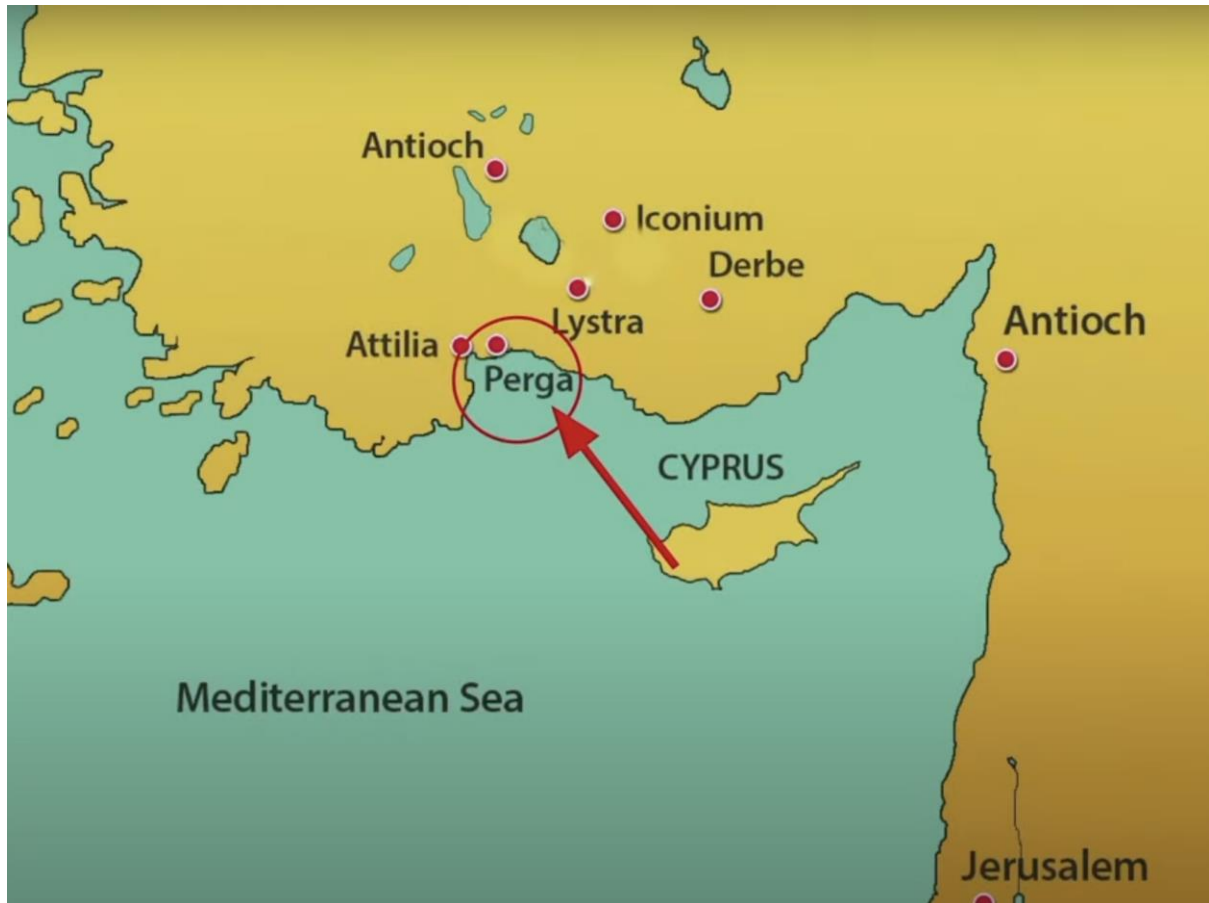 Antioch
Iconium
Derbe
Lystra
Antioch
Attilia
Perga
CYPRUS
Mediterranean Sea
Jerusalem